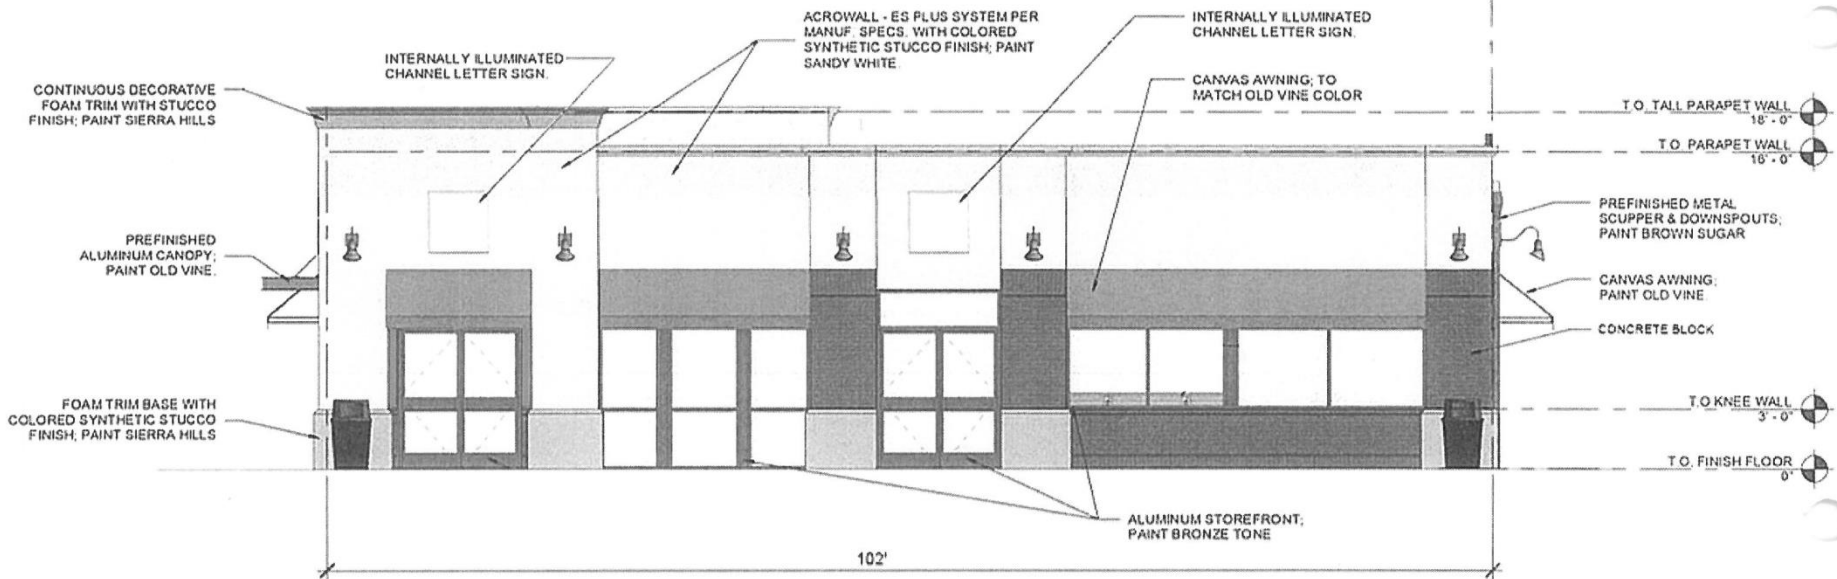 ACROWALL - ES PLUS SYSTEM PER
MANUF. SPECS. WITH COLORED
SYNTHETIC STUCCO FINISH; PAINT
SANDY WHITE.
INTERNALLY ILLUMINATED
CHANNEL LETTER SIGN.
INTERNALLY ILLUMINATED
CHANNEL LETTER SIGN.
CONTINUOUS DECORATIVE
FOAM TRIM WITH STUCCO
FINISH; PAINT SIERRA HILLS
CANVAS AWNING; TO
MATCH OLD VINE COLOR
T.O. TALL PARAPET WALL
18' - 0"
T.O. PARAPET WALL
16' - 0"
PREFINISHED METAL
SCUPPER & DOWNSPOUTS;
PAINT BROWN SUGAR
PREFINISHED
ALUMINUM CANOPY;
PAINT OLD VINE.
CANVAS AWNING;
PAINT OLD VINE.
CONCRETE BLOCK
FOAM TRIM BASE WITH
COLORED SYNTHETIC STUCCO
FINISH; PAINT SIERRA HILLS
T.O KNEE WALL
3' - 0"
T.O. FINISH FLOOR
0"
ALUMINUM STOREFRONT;
PAINT BRONZE TONE
102'